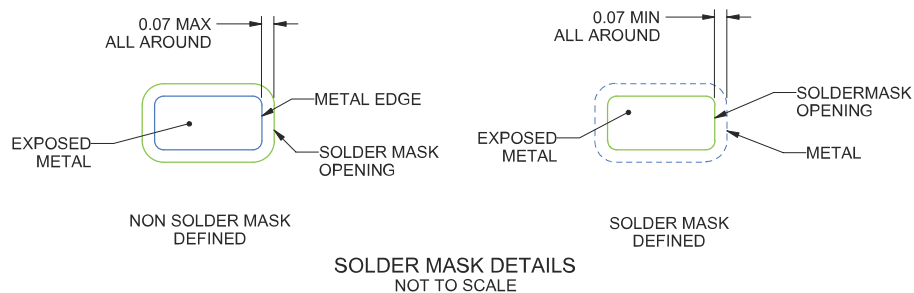 0.07 MAX
ALL AROUND
METAL EDGE
EXPOSED
METAL
SOLDER MASK
OPENING
NON SOLDER MASK
DEFINED
0.07 MIN
ALL AROUND
SOLDERMASK
OPENING
EXPOSED
METAL
METAL
SOLDER MASK
DEFINED
SOLDER MASK DETAILS
NOT TO SCALE